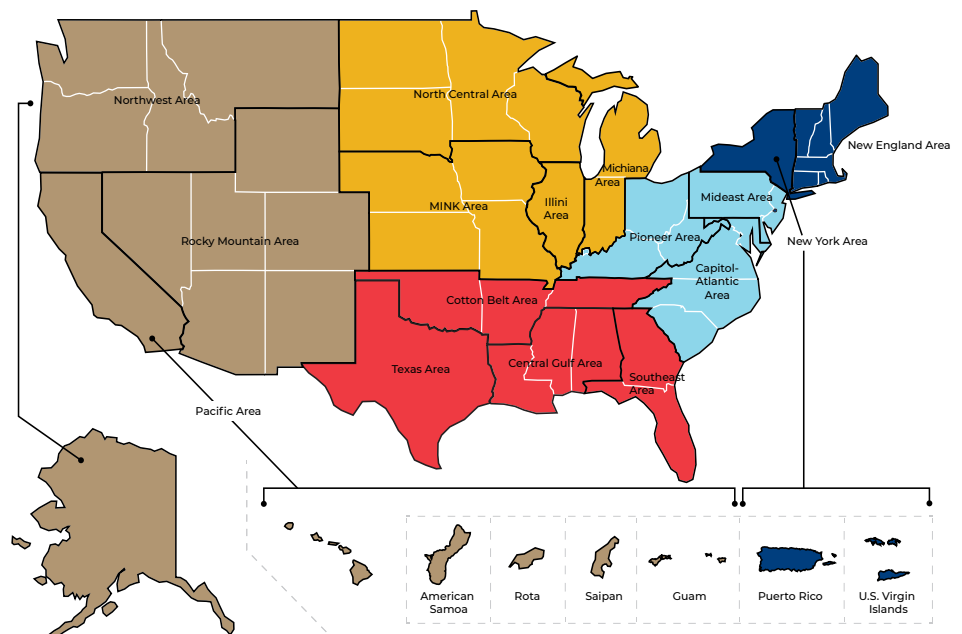 Northwest Area
North Central Area
New England Area
Michiana
Area
MINK Area
Illini
Area
Mideast Area
Rocky Mountain Area
Pioneer Area
New York Area
Capitol-
Atlantic
Area
Cotton Belt Area
Texas Area
Central Gulf Area
Southeast
Area
Pacific Area
American
Samoa
Rota
Saipan
Guam
Puerto Rico
U.S. Virgin
Islands